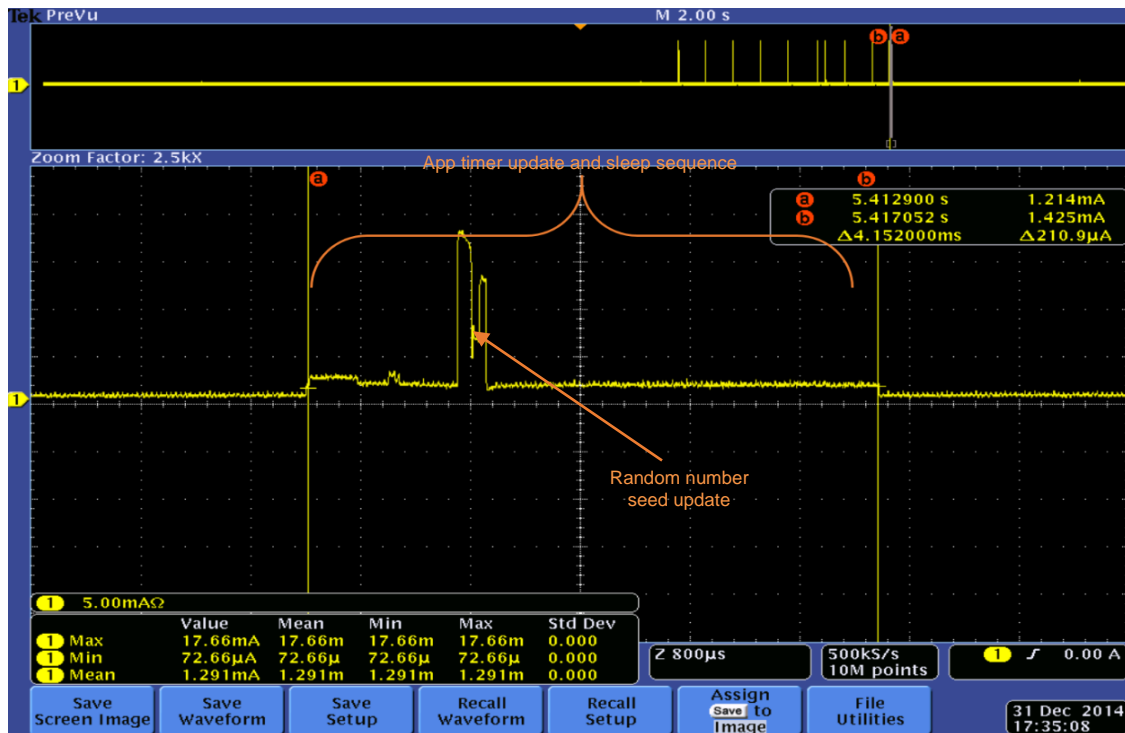 Tek PreVu M 2.00 s
b a
1
Zoom Factor: 2.5kX
App timer update and sleep sequence
a b
a 5.412900 s 1.214mA
b 5.417052 s 1.425mA
Δ4.152000ms Δ210.9µA
1
Random number
seed update
1 5.00mAΩ
Value Mean Min Max Std Dev
1 Max 17.66mA 17.66m 17.66m 17.66m 0.000
1 Min 72.66µA 72.66µ 72.66µ 72.66µ 0.000
1 Mean 1.291mA 1.291m 1.291m 1.291m 0.000
Z 800µs
500kS/s
10M points
1 0.00 A
Save
Screen Image
Save
Waveform
Save
Setup
Recall
Waveform
Recall
Setup
Assign
Save to
Image
File
Utilities
31 Dec 2014
17:35:08